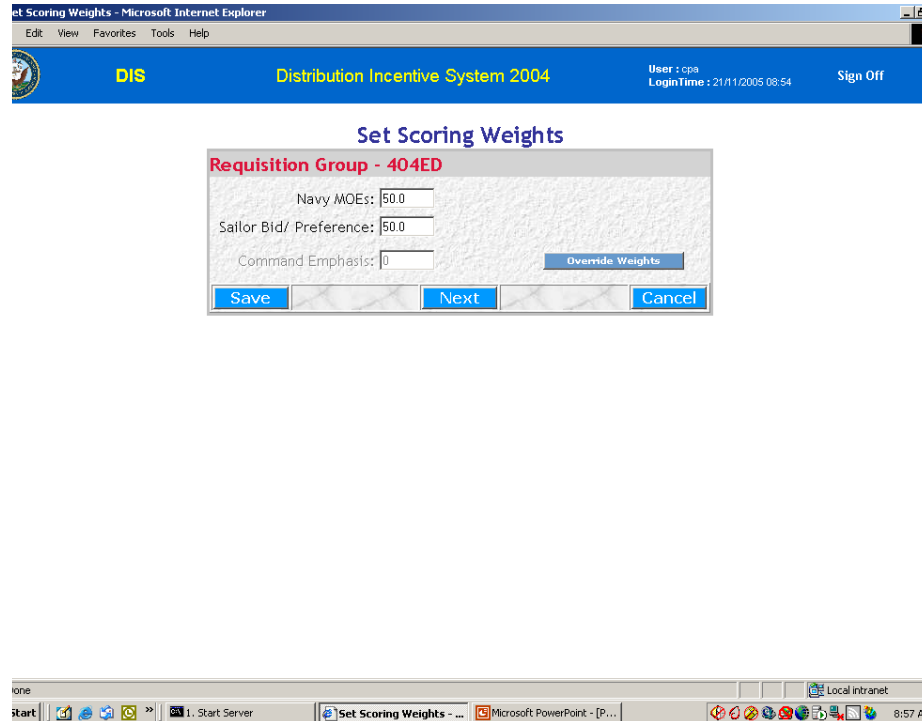 et Scoring Weights - Microsoft Internet Explorer
Edit View Favorites Tools Help
DIS
Distribution Incentive System 2004
User : cpa
LoginTime : 21/11/2005 08:54
Sign Off
Set Scoring Weights
Requisition Group - 404ED
Navy MOEs: 50.0
Sailor Bid/ Preference: 50.0
Command Emphasis: 0
Override Weights
Save Next Cancel
one
Local intranet
Start » 1. Start Server Set Scoring Weights - ... Microsoft PowerPoint - [P... 8:57 A